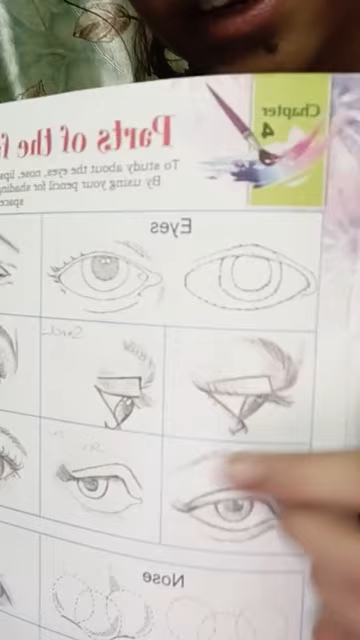 Chapter
4
Parts of the f
To study about the eyes, nose, lips
By using your pencil for shading
space
Eyes
Nose